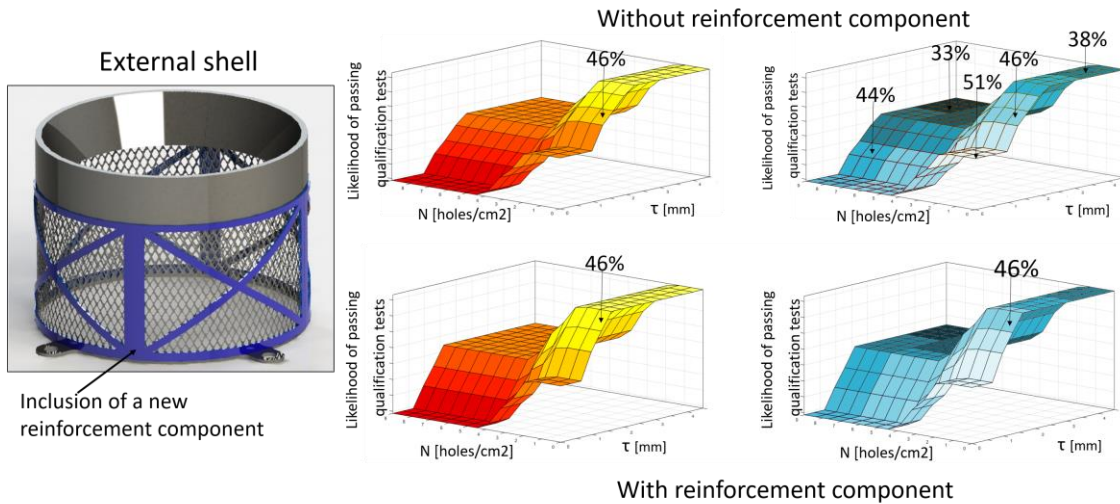 Without reinforcement component
External shell
Inclusion of a new
reinforcement component
Likelihood of passing
qualification tests
46%
N [holes/cm2]
τ [mm]
Likelihood of passing
qualification tests
44%
33%
51%
46%
38%
N [holes/cm2]
τ [mm]
Likelihood of passing
qualification tests
46%
N [holes/cm2]
τ [mm]
Likelihood of passing
qualification tests
46%
N [holes/cm2]
τ [mm]
With reinforcement component